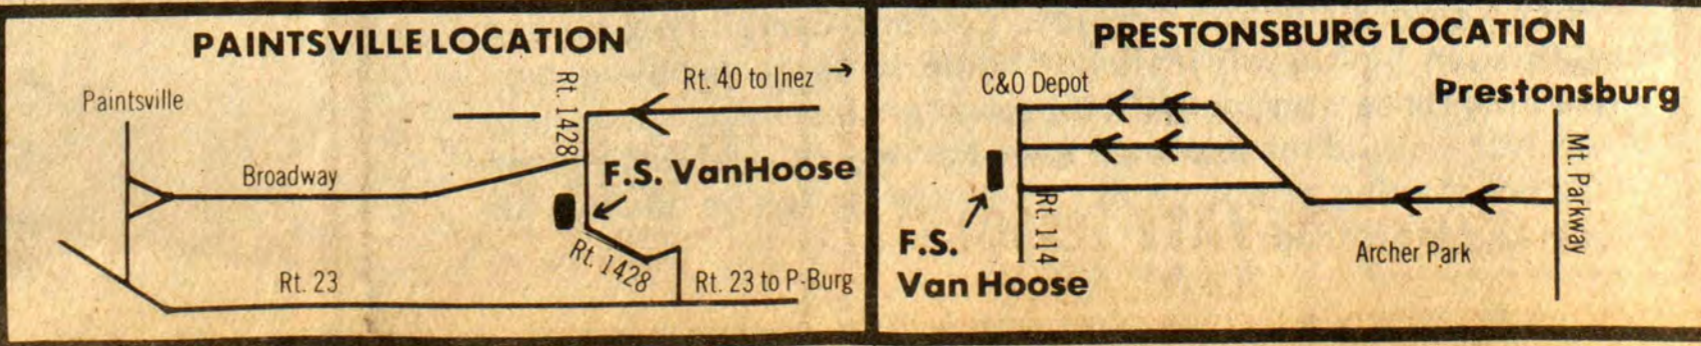 PAINTSVILLE LOCATION
Paintsville
Rt. 1428
Rt. 40 to Inez →
Broadway
F.S. VanHoose
Rt. 1428
Rt. 23
Rt. 23 to P-Burg
PRESTONSBURG LOCATION
C&O Depot
Prestonsburg
Mt. Parkway
Rt. 114
F.S.
Van Hoose
Archer Park